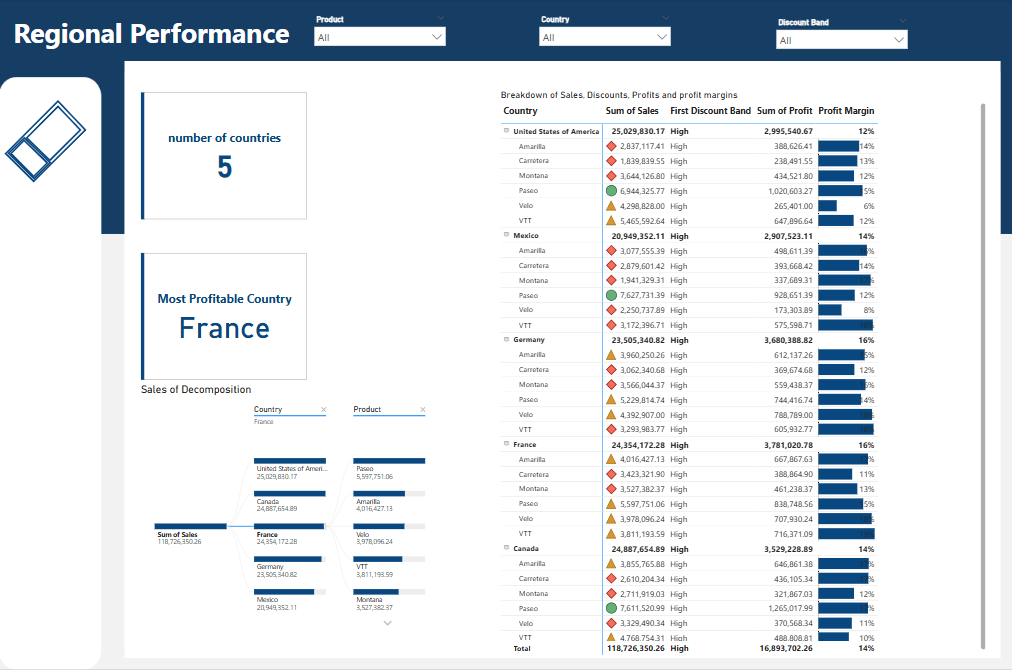 Regional Performance
Product
All
Country
All
Discount Band
All
number of countries
5
Most Profitable Country
France
Sales of Decomposition
Country
France
Product
United States of Ameri...
25,029,830.17
Canada
24,887,654.89
Sum of Sales
118,726,350.26
France
24,354,172.28
Germany
23,505,340.82
Mexico
20,949,352.11
Paseo
5,597,751.06
Amarilla
4,016,427.13
Velo
3,978,096.24
VTT
3,811,193.59
Montana
3,527,382.37
Breakdown of Sales, Discounts, Profits and profit margins
Country Sum of Sales First Discount Band Sum of Profit Profit Margin
United States of America 25,029,830.17 High 2,995,540.67 12%
Amarilla 2,837,117.41 High 388,626.41 14%
Carretera 1,839,839.55 High 238,491.55 13%
Montana 3,644,126.80 High 434,521.80 12%
Paseo 6,944,325.77 High 1,020,603.27
Velo 4,298,828.00 High 265,401.00 6%
VTT 5,465,592.64 High 647,896.64 12%
Mexico 20,949,352.11 High 2,907,523.11 14%
Amarilla 3,077,555.39 High 498,611.39
Carretera 2,879,601.42 High 393,668.42 14%
Montana 1,941,329.31 High 337,689.31
Paseo 7,627,731.39 High 928,651.39 12%
Velo 2,250,737.89 High 173,303.89 8%
VTT 3,172,396.71 High 575,598.71
Germany 23,505,340.82 High 3,680,388.82 16%
Amarilla 3,960,250.26 High 612,137.26
Carretera 3,062,340.68 High 369,674.68 12%
Montana 3,566,044.37 High 559,438.37
Paseo 5,229,814.74 High 744,416.74 14%
Velo 4,392,907.00 High 788,789.00
VTT 3,293,983.77 High 605,932.77
France 24,354,172.28 High 3,781,020.78 16%
Amarilla 4,016,427.13 High 667,867.63
Carretera 3,423,321.90 High 388,864.90 11%
Montana 3,527,382.37 High 461,238.37 13%
Paseo 5,597,751.06 High 838,748.56
Velo 3,978,096.24 High 707,930.24
VTT 3,811,193.59 High 716,371.09
Canada 24,887,654.89 High 3,529,228.89 14%
Amarilla 3,855,765.88 High 646,861.38
Carretera 2,610,204.34 High 436,105.34
Montana 2,711,919.03 High 321,867.03 12%
Paseo 7,611,520.99 High 1,265,017.99
Velo 3,329,490.34 High 370,568.34 11%
VTT 4,768,754.31 High 488,808.81 10%
Total 118,726,350.26 High 16,893,702.26 14%